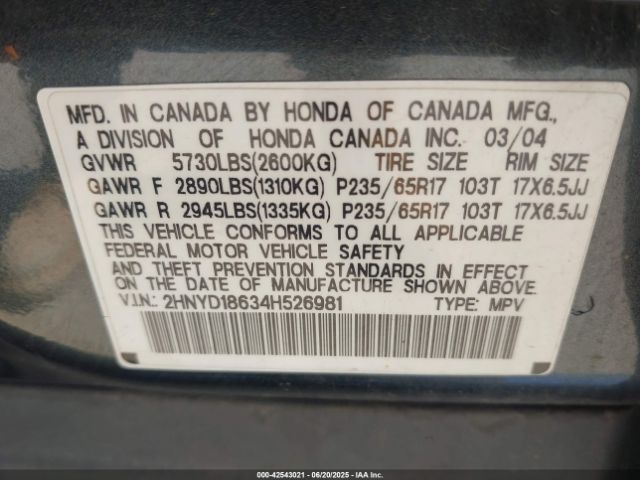 MFD. IN CANADA BY HONDA OF CANADA MFG.,
A DIVISION OF HONDA CANADA INC. 03/04
GVWR 5730LBS(2600KG) TIRE SIZE RIM SIZE
GAWR F 2890LBS(1310KG) P235/65R17 103T 17X6.5JJ
GAWR R 2945LBS(1335KG) P235/65R17 103T 17X6.5JJ
THIS VEHICLE CONFORMS TO ALL APPLICABLE
FEDERAL MOTOR VEHICLE SAFETY
AND THEFT PREVENTION STANDARDS IN EFFECT
ON THE DATE OF MANUFACTURE SHOWN ABOVE.
V.I.N.: 2HNYD18634H526981 TYPE: MPV
000-42543021 - 06/20/2025 - IAAI.COM